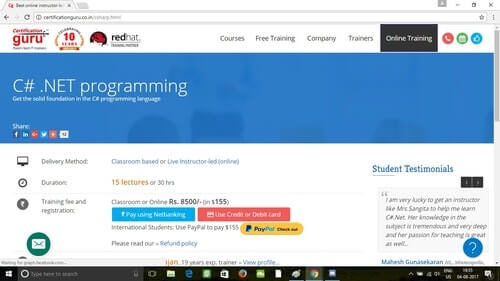 Best online instructor le
certificationguru.co.in/csharp.html
Certification
guru
10
YEARS
redhat.
TRAINING PARTNER
Courses
Free Training
Company
Trainers
Online Training
C# .NET programming
Get the solid foundation in the C# programming language
Share:
12
Delivery Method:
Classroom based or Live Instructor-led (online)
Duration:
15 lectures or 30 hrs
Training fee and
registration:
Classroom or Online Rs. 8500/- (in $155)
₹ Pay using Netbanking
Use Credit or Debit card
International Students: Use PayPal to pay $155
PayPal Check out
Please read our » Refund policy
jan, 19 years exp. trainer » View profile...
Student Testimonials
I am very lucky to get an instructor
like Mrs.Sangita to help me learn
C#.Net. Her knowledge in the
subject is tremendous and very deep
and her passion for teaching is great
as well...
Mahesh Gunasekaran
Waiting for graph.facebook.com...
Type here to search
ENG
US
18:55
04-08-2017